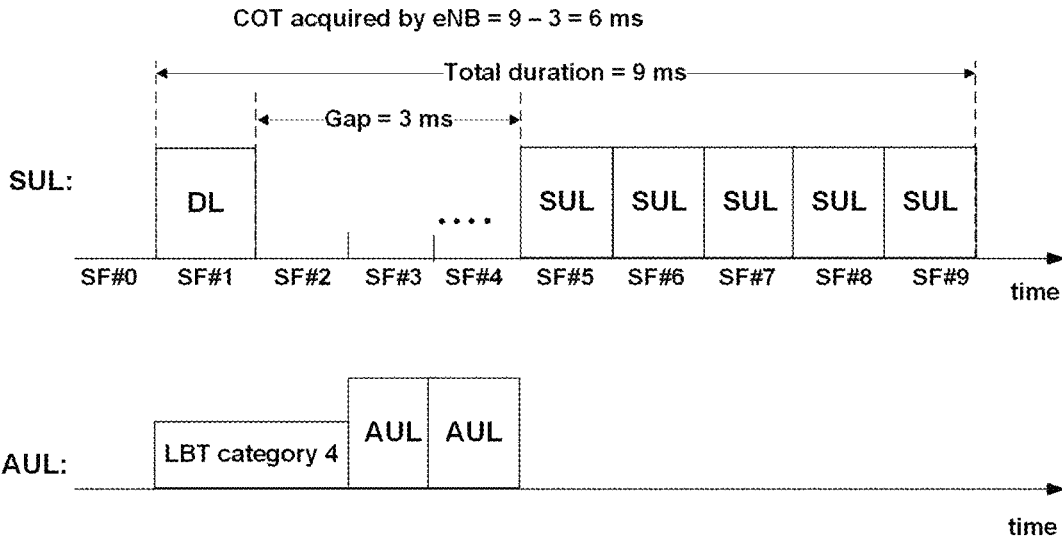 COT acquired by eNB = 9 – 3 = 6 ms
Total duration = 9 ms
Gap = 3 ms
SUL:
DL
....
SUL SUL SUL SUL SUL
SF#0 SF#1 SF#2 SF#3 SF#4 SF#5 SF#6 SF#7 SF#8 SF#9
time
AUL:
LBT category 4
AUL AUL
time